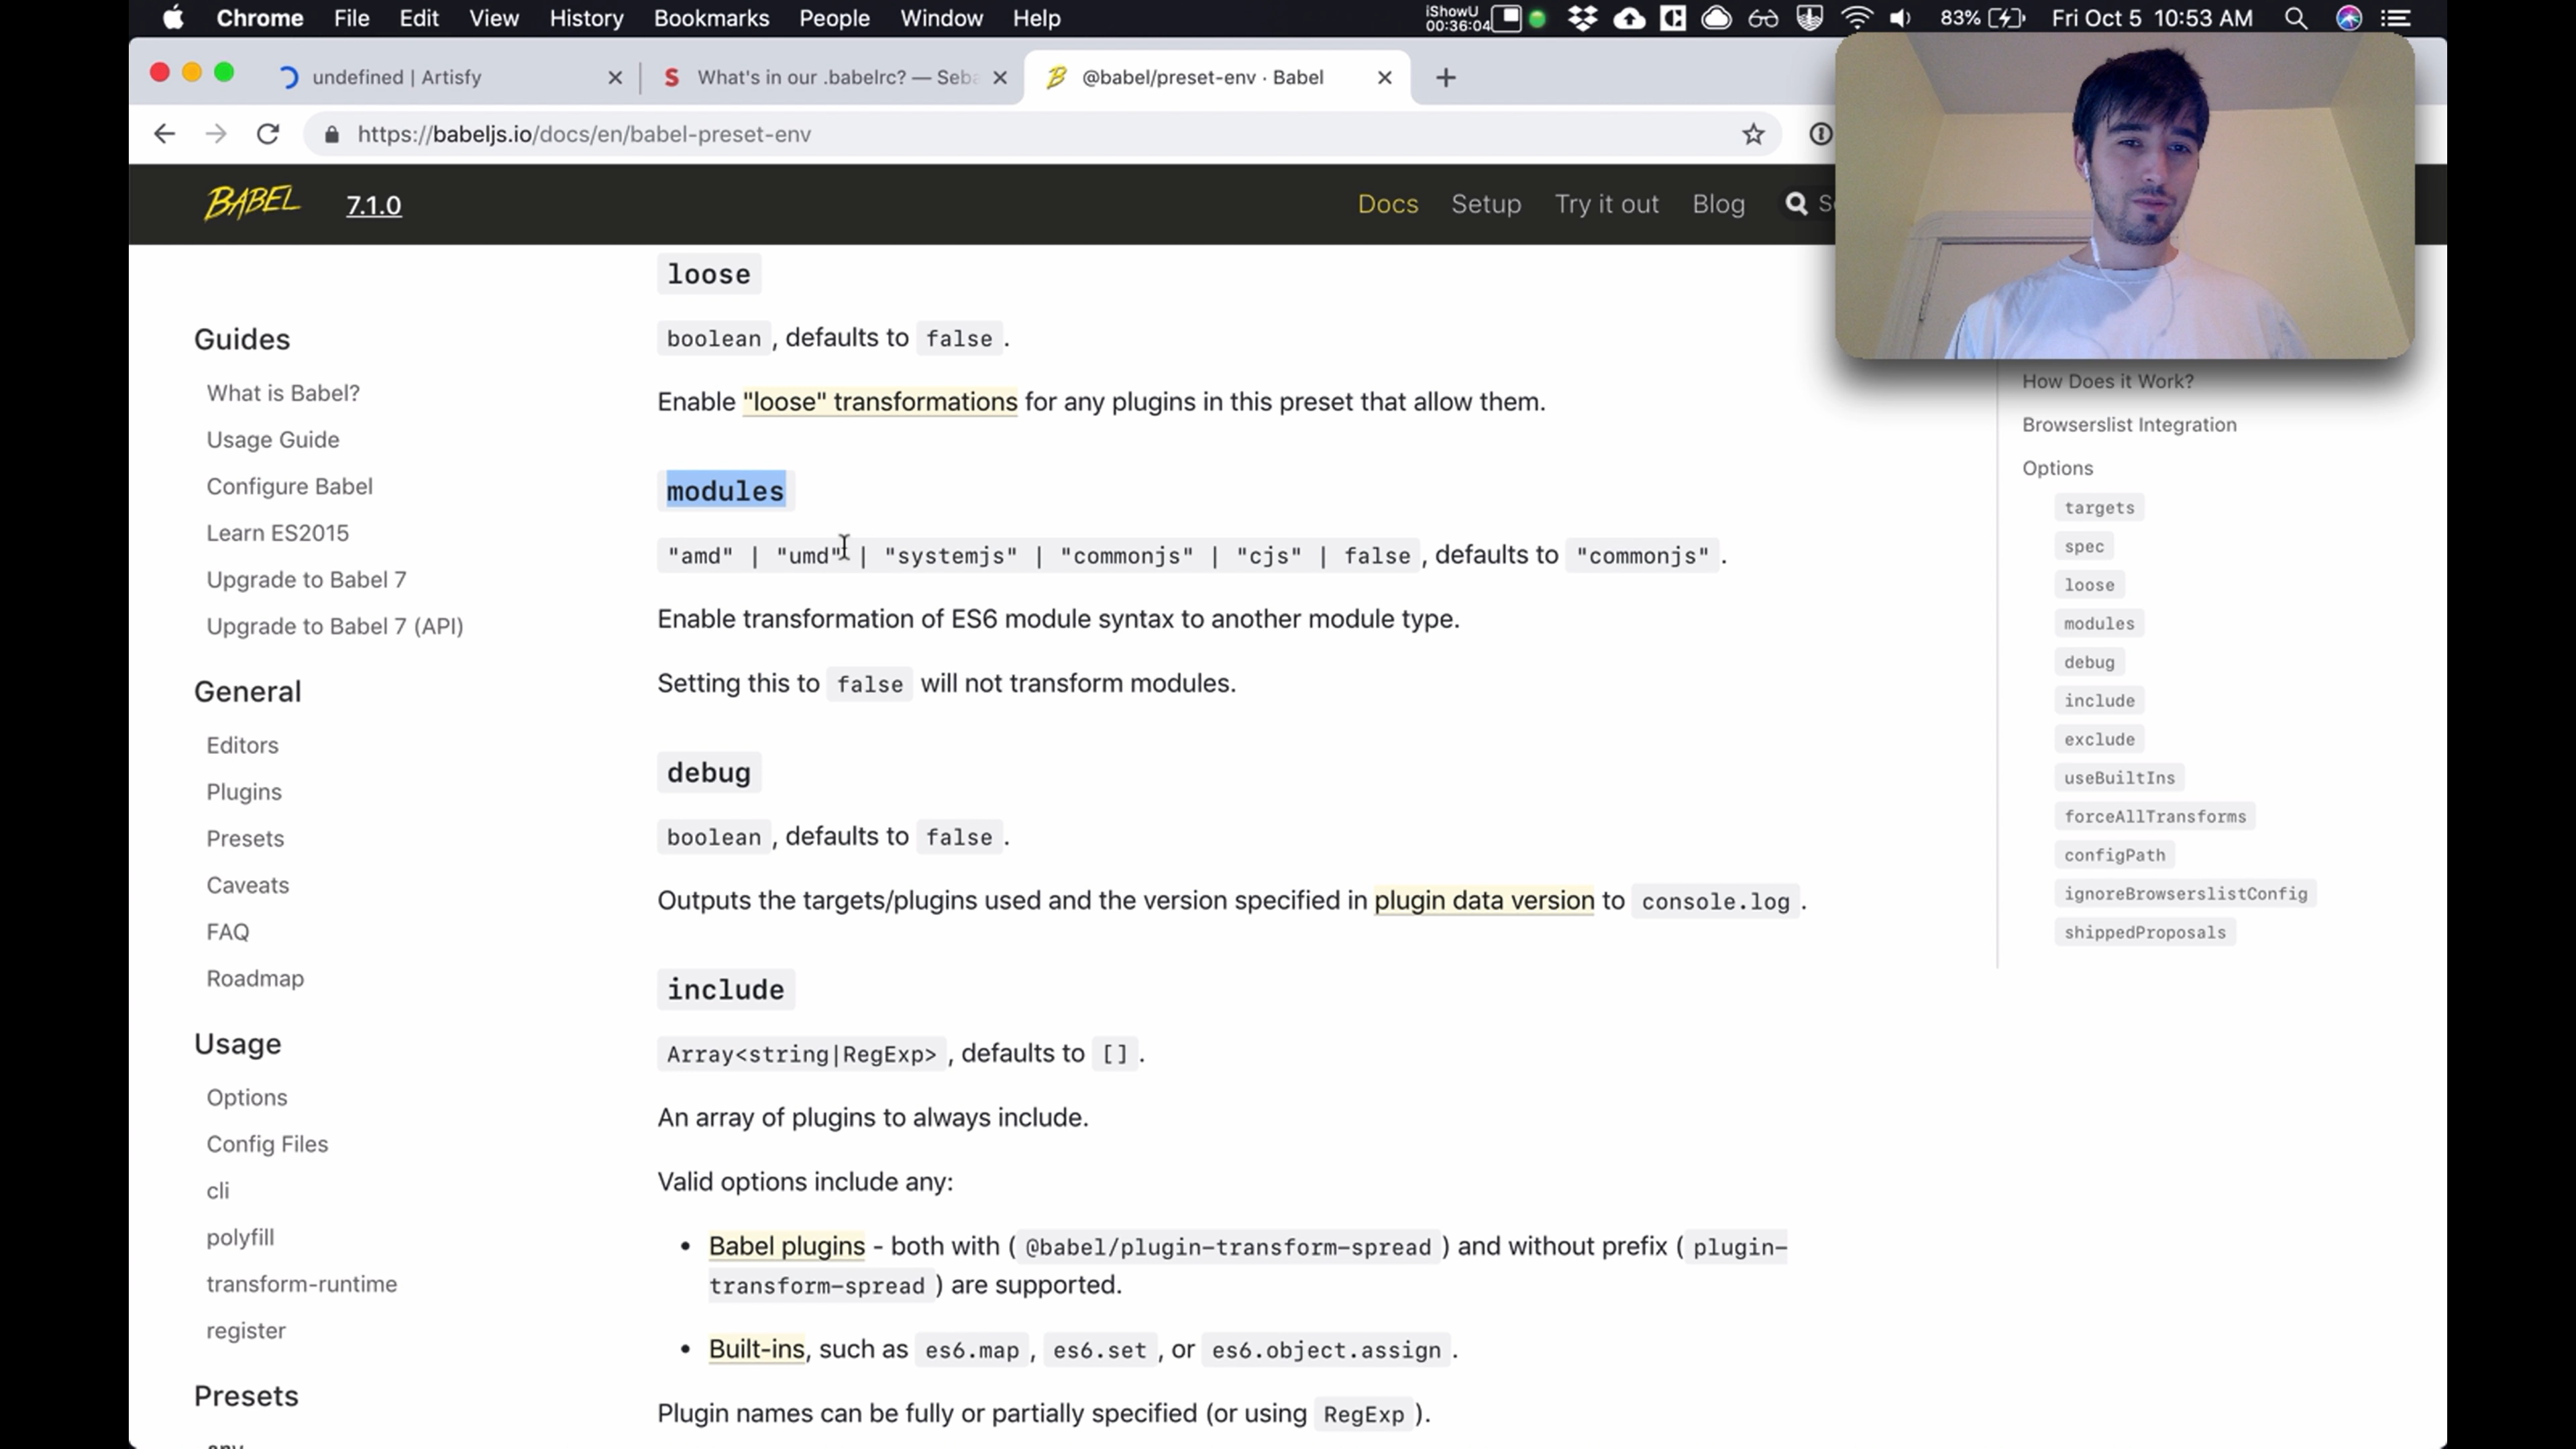 Chrome File Edit View History Bookmarks People Window Help iShowU 00:36:04 83% Fri Oct 5 10:53 AM
undefined | Artisfy What's in our .babelrc? — Seba @babel/preset-env · Babel
https://babeljs.io/docs/en/babel-preset-env
BABEL 7.1.0 Docs Setup Try it out Blog S
Guides
What is Babel?
Usage Guide
Configure Babel
Learn ES2015
Upgrade to Babel 7
Upgrade to Babel 7 (API)
General
Editors
Plugins
Presets
Caveats
FAQ
Roadmap
Usage
Options
Config Files
cli
polyfill
transform-runtime
register
Presets
loose
boolean , defaults to false .
Enable "loose" transformations for any plugins in this preset that allow them.
modules
"amd" | "umd" | "systemjs" | "commonjs" | "cjs" | false , defaults to "commonjs" .
Enable transformation of ES6 module syntax to another module type.
Setting this to false will not transform modules.
debug
boolean , defaults to false .
Outputs the targets/plugins used and the version specified in plugin data version to console.log .
include
Array<string|RegExp> , defaults to [] .
An array of plugins to always include.
Valid options include any:
• Babel plugins - both with ( @babel/plugin-transform-spread ) and without prefix ( plugin-
transform-spread ) are supported.
• Built-ins, such as es6.map , es6.set , or es6.object.assign .
Plugin names can be fully or partially specified (or using RegExp ).
How Does it Work?
Browserslist Integration
Options
targets
spec
loose
modules
debug
include
exclude
useBuiltIns
forceAllTransforms
configPath
ignoreBrowserslistConfig
shippedProposals